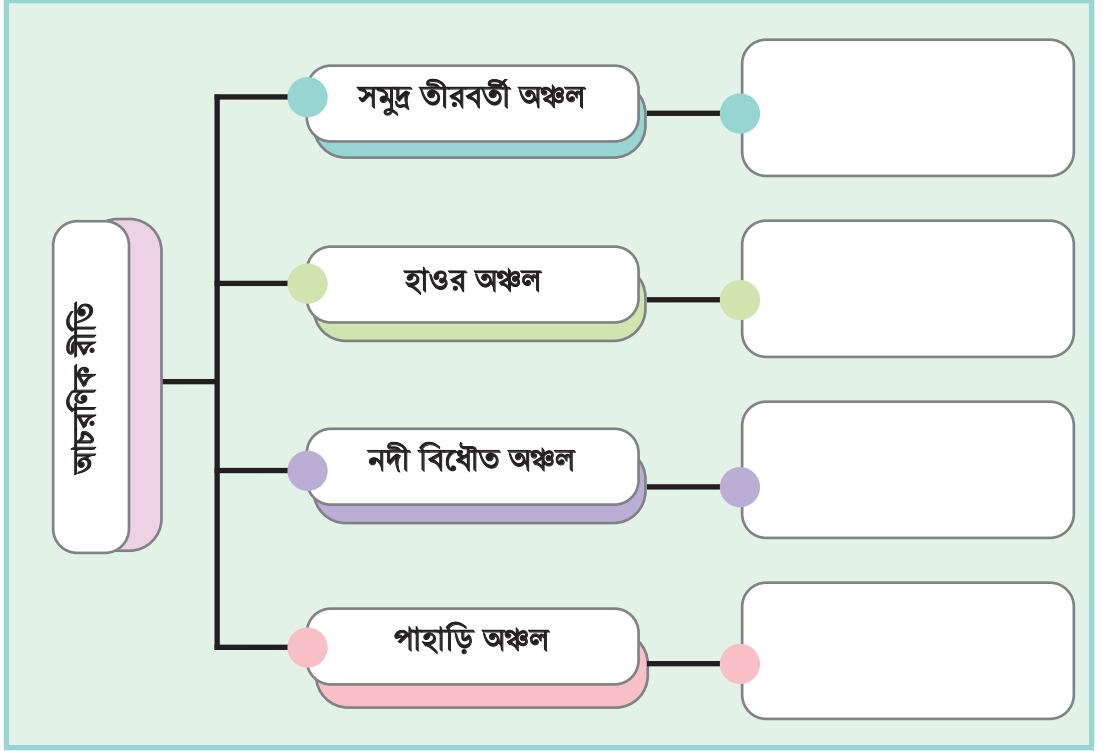 আচরণিক রীতি
সমুদ্র তীরবর্তী অঞ্চল
হাওর অঞ্চল
নদী বিধৌত অঞ্চল
পাহাড়ি অঞ্চল